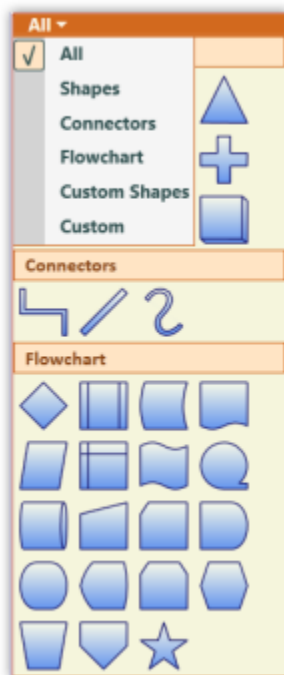 All
All
Shapes
Connectors
Flowchart
Custom Shapes
Custom
Connectors
Flowchart